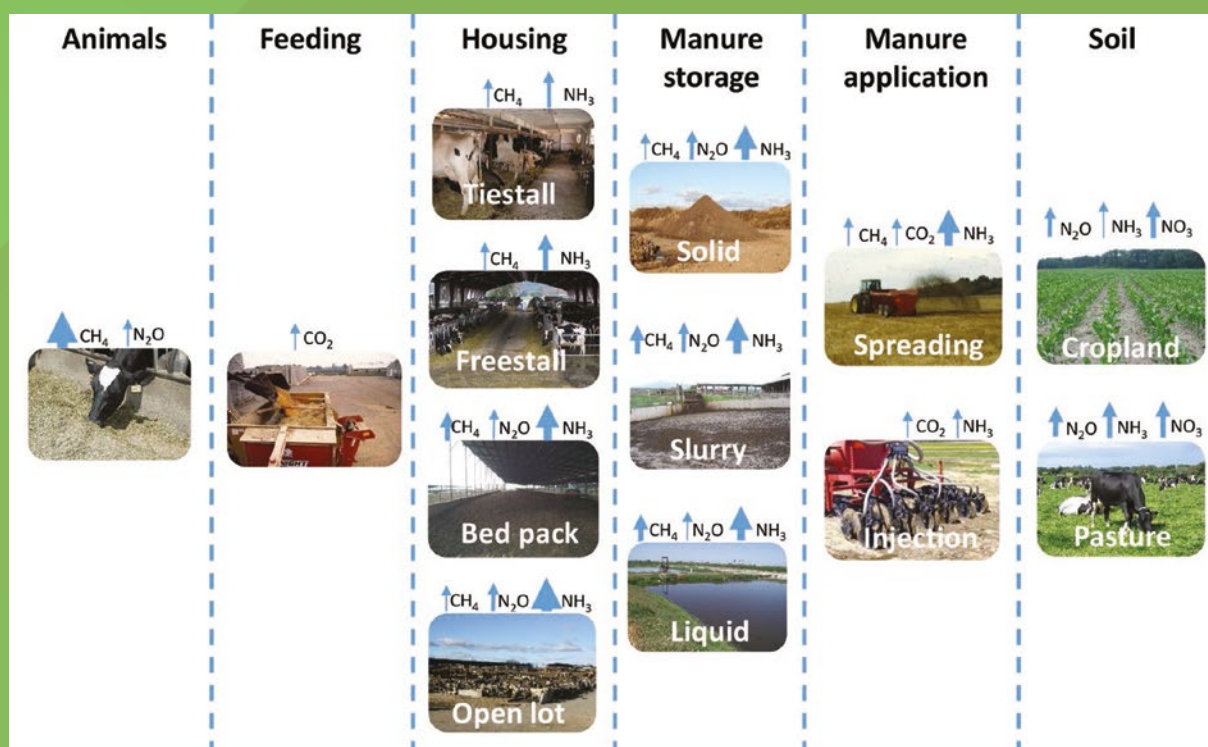 Animals
Feeding
Housing
Manure
storage
Manure
application
Soil
CH₄ N₂O
CO₂
CH₄ NH₃
Tiestall
CH₄ NH₃
Freestall
CH₄ N₂O NH₃
Bed pack
CH₄ N₂O NH₃
Open lot
CH₄ N₂O NH₃
Solid
CH₄ N₂O NH₃
Slurry
CH₄ N₂O NH₃
Liquid
CH₄ CO₂ NH₃
Spreading
CO₂ NH₃
Injection
N₂O NH₃ NO₃
Cropland
N₂O NH₃ NO₃
Pasture